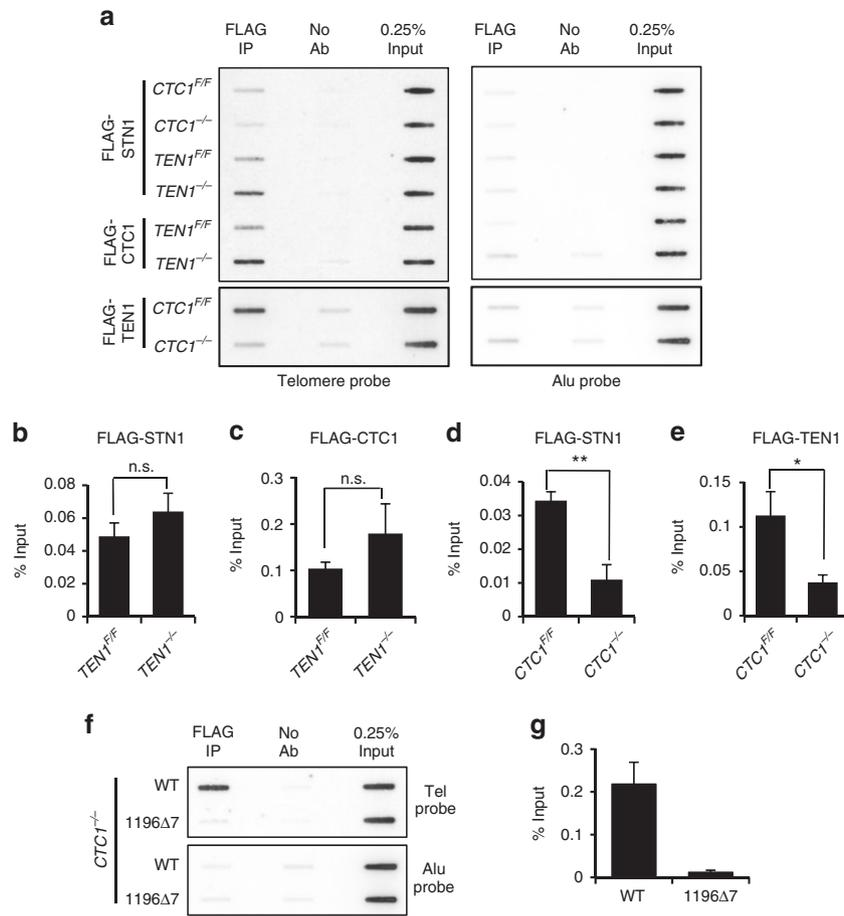 a
FLAG IP No Ab 0.25% Input FLAG IP No Ab 0.25% Input
FLAG-STN1
CTC1F/F
CTC1−/−
TEN1F/F
TEN1−/−
FLAG-CTC1
TEN1F/F
TEN1−/−
FLAG-TEN1
CTC1F/F
CTC1−/−
Telomere probe Alu probe
b FLAG-STN1
n.s.
% Input
0.08
0.06
0.04
0.02
0
TEN1F/F TEN1−/−
c FLAG-CTC1
n.s.
% Input
0.3
0.2
0.1
0
TEN1F/F TEN1−/−
d FLAG-STN1
**
% Input
0.04
0.03
0.02
0.01
0
CTC1F/F CTC1−/−
e FLAG-TEN1
*
% Input
0.15
0.1
0.05
0
CTC1F/F CTC1−/−
f
FLAG IP No Ab 0.25% Input
CTC1−/−
WT
1196Δ7
Tel probe
WT
1196Δ7
Alu probe
g
% Input
0.3
0.2
0.1
0
WT 1196Δ7